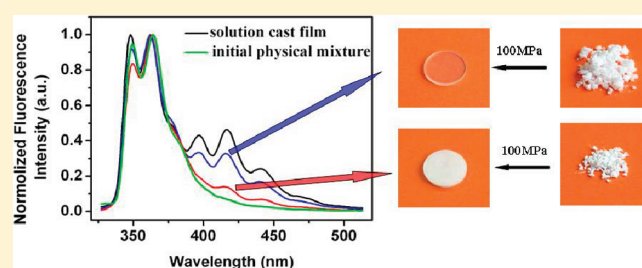 Normolized Fluorescence
Intensity (a.u.)
1.0
0.8
0.6
0.4
0.2
0.0
solution cast film
initial physical mixture
350
400
450
500
Wavelength (nm)
100MPa
100MPa